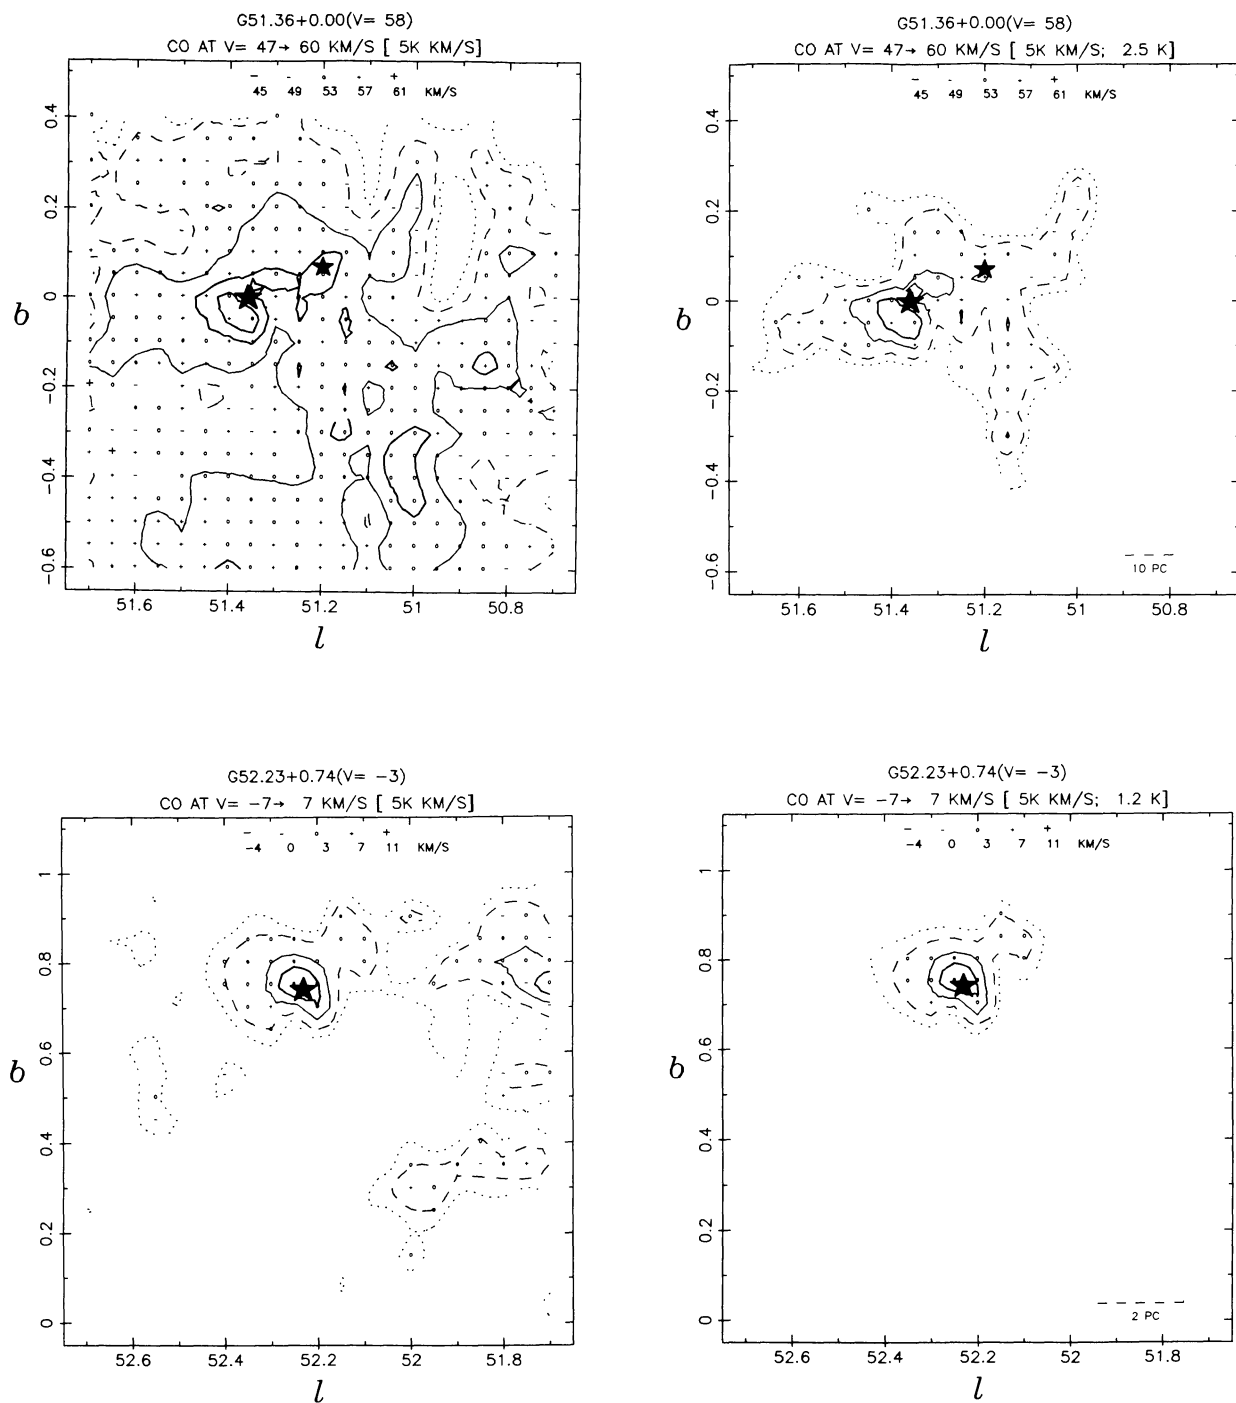 G51.36+0.00(V= 58)
CO AT V= 47→ 60 KM/S [ 5K KM/S]
45 49 53 57 61 KM/S
0.4
0.2
0
−0.2
−0.4
−0.6
b
51.6 51.4 51.2 51 50.8
l
G51.36+0.00(V= 58)
CO AT V= 47→ 60 KM/S [ 5K KM/S; 2.5 K]
45 49 53 57 61 KM/S
0.4
0.2
0
−0.2
−0.4
−0.6
b
10 PC
51.6 51.4 51.2 51 50.8
l
G52.23+0.74(V= −3)
CO AT V= −7→ 7 KM/S [ 5K KM/S]
−4 0 3 7 11 KM/S
1
0.8
0.6
0.4
0.2
0
b
52.6 52.4 52.2 52 51.8
l
G52.23+0.74(V= −3)
CO AT V= −7→ 7 KM/S [ 5K KM/S; 1.2 K]
−4 0 3 7 11 KM/S
1
0.8
0.6
0.4
0.2
0
b
2 PC
52.6 52.4 52.2 52 51.8
l